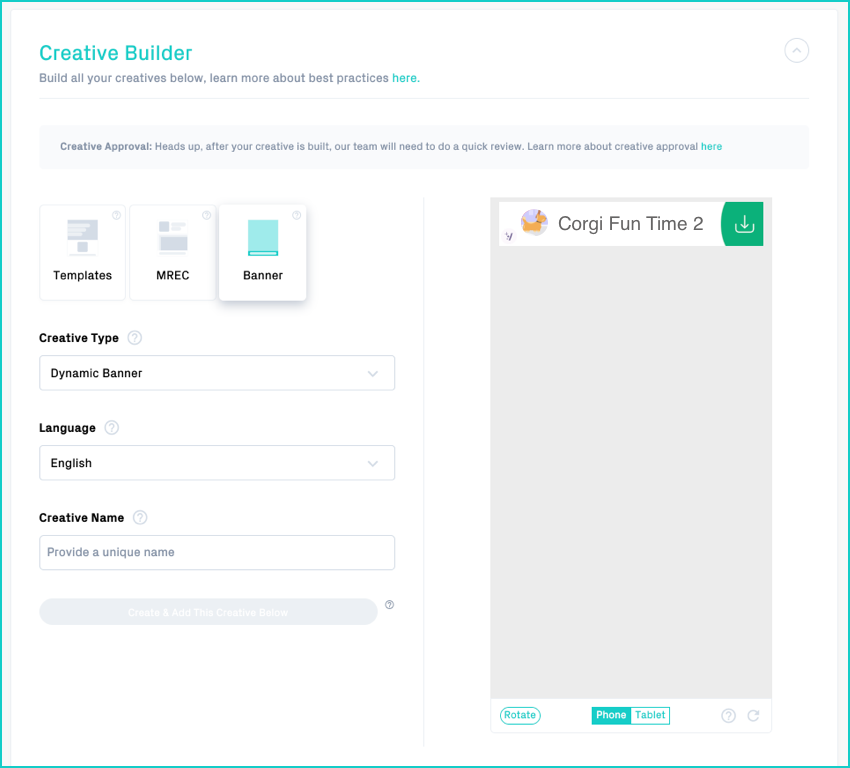 Creative Builder
Build all your creatives below, learn more about best practices here.
Creative Approval: Heads up, after your creative is built, our team will need to do a quick review. Learn more about creative approval here
Templates
MREC
Banner
Creative Type
Dynamic Banner
Language
English
Creative Name
Provide a unique name
Create & Add This Creative Below
Corgi Fun Time 2
Rotate
Phone Tablet